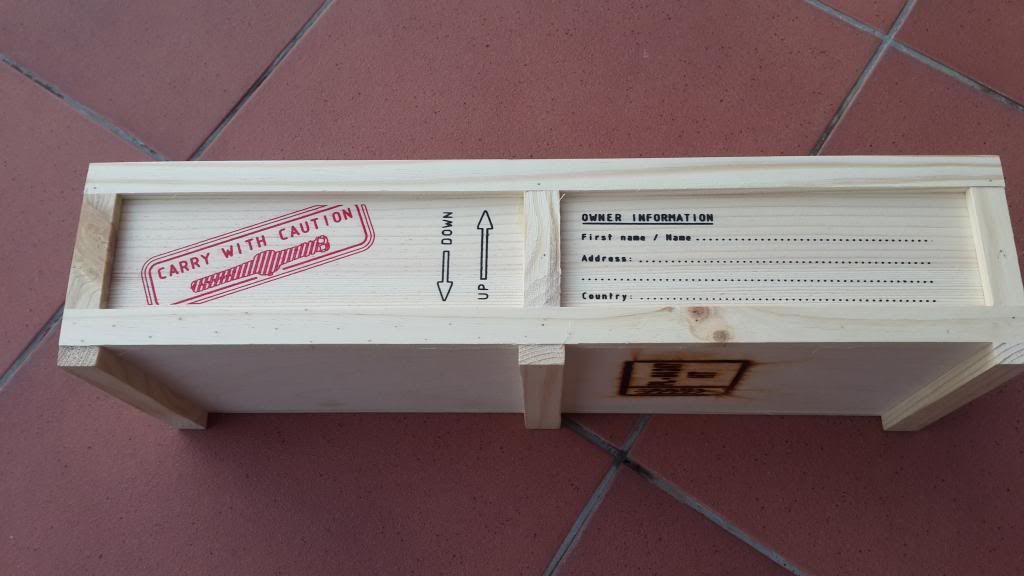 CARRY WITH CAUTION
DOWN
UP
OWNER INFORMATION
First name / Name ........................................
Address: ..................................................
............................................................
Country: ..................................................